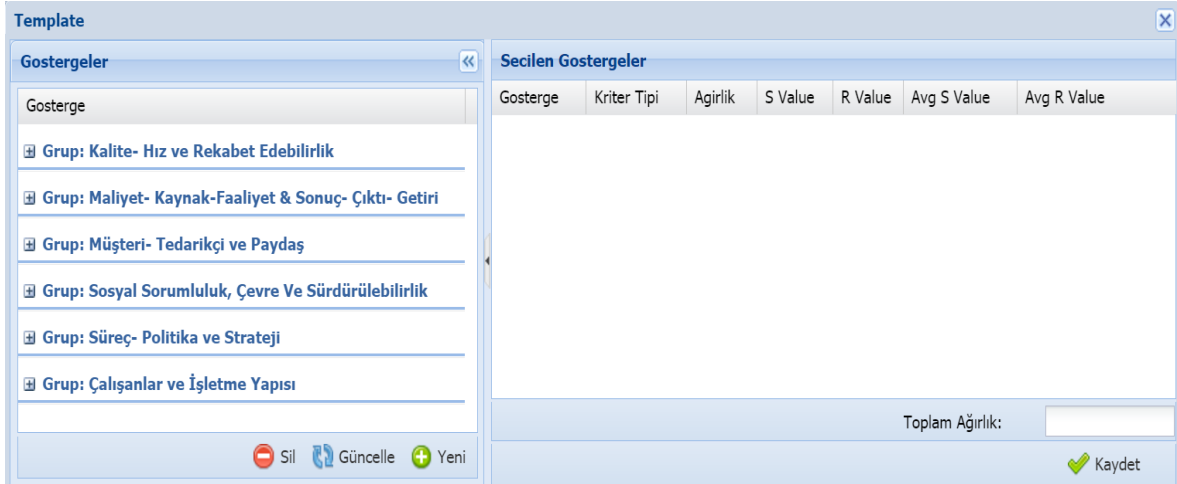 Template
Gostergeler
Gosterge
Grup: Kalite- Hız ve Rekabet Edebilirlik
Grup: Maliyet- Kaynak-Faaliyet & Sonuç- Çıktı- Getiri
Grup: Müşteri- Tedarikçi ve Paydaş
Grup: Sosyal Sorumluluk, Çevre Ve Sürdürülebilirlik
Grup: Süreç- Politika ve Strateji
Grup: Çalışanlar ve İşletme Yapısı
Sil Güncelle Yeni
Secilen Gostergeler
Gosterge Kriter Tipi Agirlik S Value R Value Avg S Value Avg R Value
Toplam Ağırlık:
Kaydet